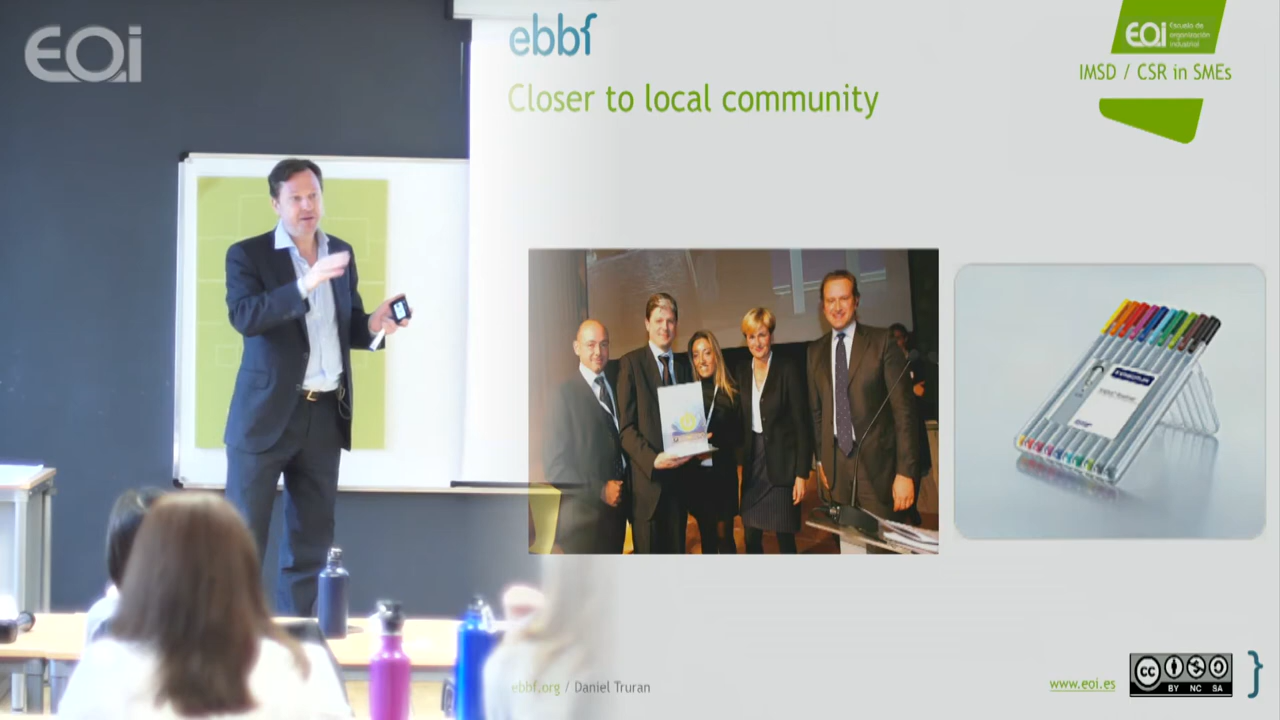 EOi
ebbf
Closer to local community
EOi Escuela de
organización
industrial
IMSD / CSR in SMEs
STAEDTLER
ebbf.org / Daniel Truran
www.eoi.es
cc
BY NC SA